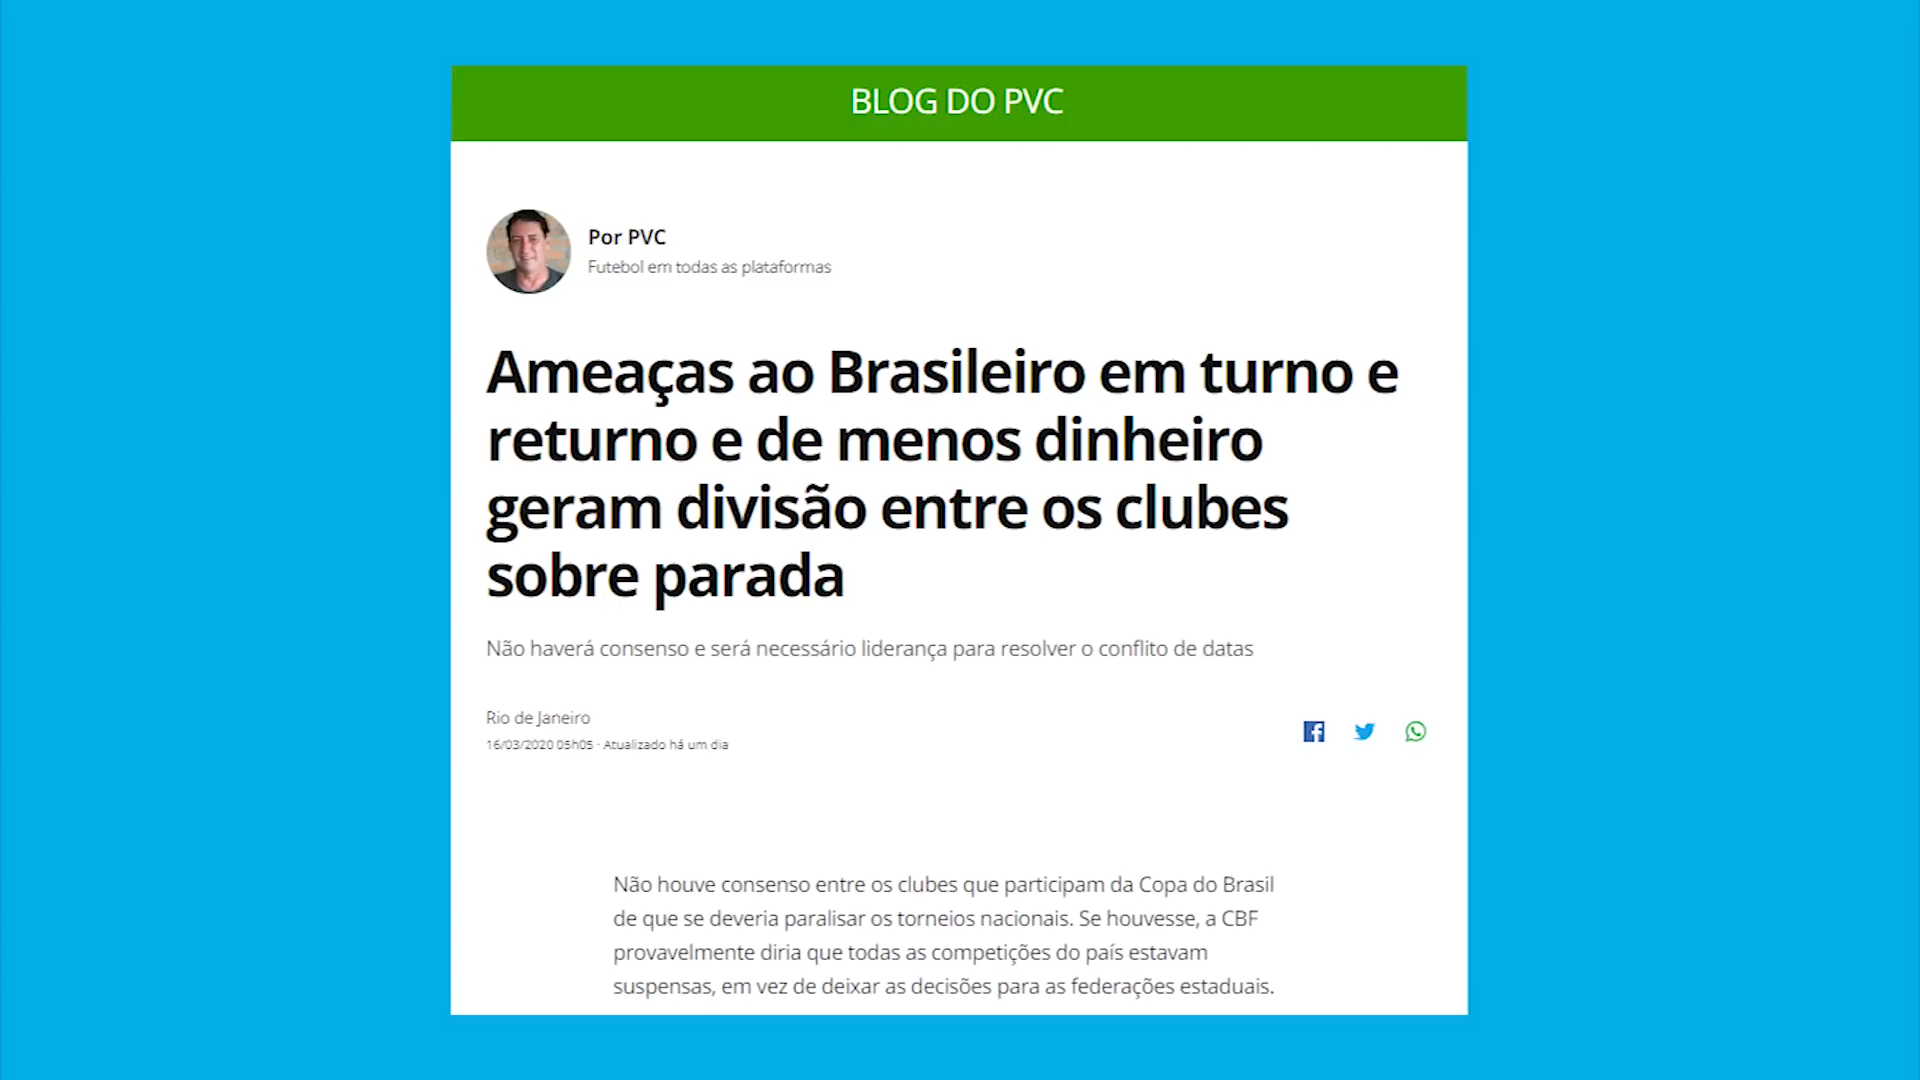 BLOG DO PVC
Por PVC
Futebol em todas as plataformas
Ameaças ao Brasileiro em turno e
returno e de menos dinheiro
geram divisão entre os clubes
sobre parada
Não haverá consenso e será necessário liderança para resolver o conflito de datas
Rio de Janeiro
16/03/2020 05h05 · Atualizado há um dia
Não houve consenso entre os clubes que participam da Copa do Brasil
de que se deveria paralisar os torneios nacionais. Se houvesse, a CBF
provavelmente diria que todas as competições do país estavam
suspensas, em vez de deixar as decisões para as federações estaduais.